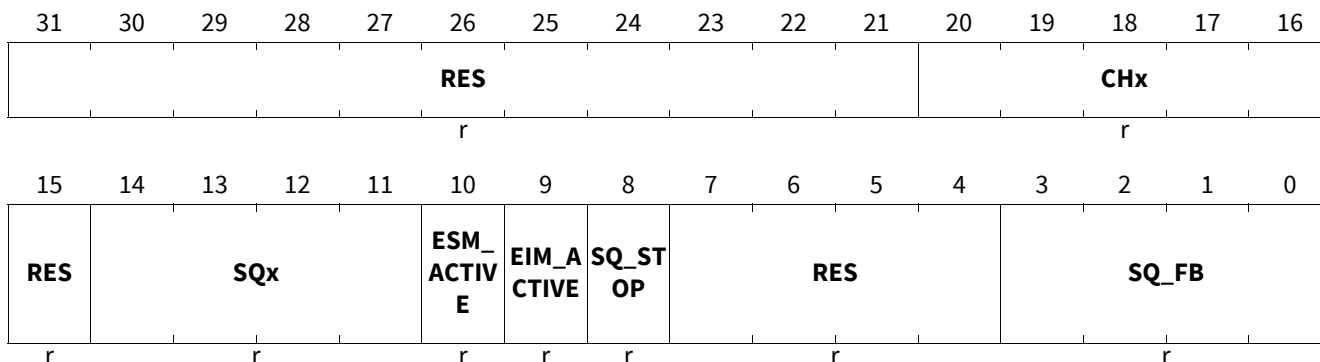 31 30 29 28 27 26 25 24 23 22 21 20 19 18 17 16
RES CHx
r r
15 14 13 12 11 10 9 8 7 6 5 4 3 2 1 0
RES SQx ESM_ACTIV
E EIM_A
CTIVE SQ_ST
OP RES SQ_FB
r r r r r r r